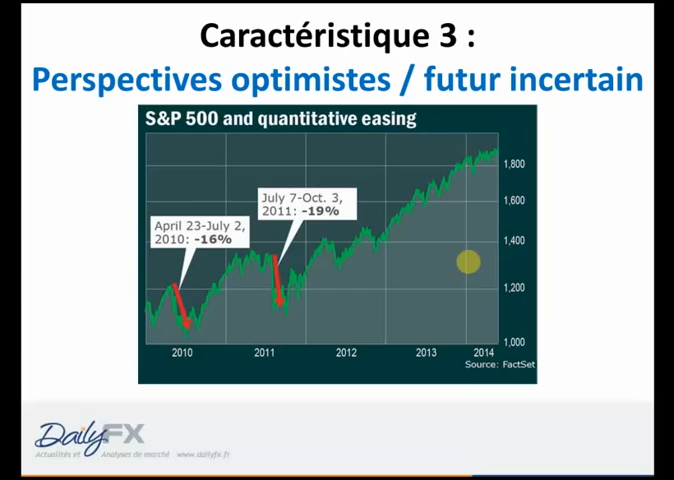 Caractéristique 3 :
Perspectives optimistes / futur incertain
S&P 500 and quantitative easing
1,800
July 7-Oct. 3,
2011: -19%
1,600
April 23-July 2,
2010: -16%
1,400
1,200
1,000
2010 2011 2012 2013 2014
Source: FactSet
DailyFX
Actualités et Analyses de marché www.dailyfx.fr